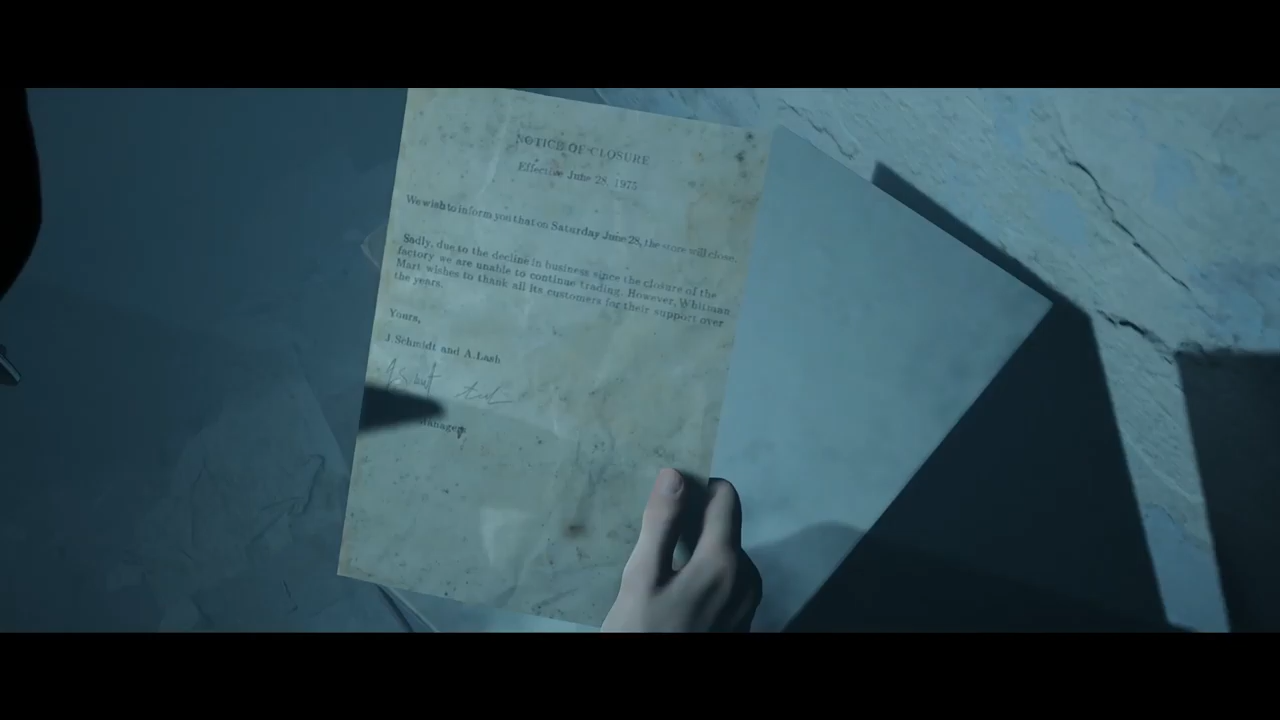 NOTICE OF CLOSURE
Effective June 28, 1975
We wish to inform you that on Saturday June 28, the store will close.
Sadly, due to the decline in business since the closure of the
factory we are unable to continue trading. However, Whitman
Mart wishes to thank all its customers for their support over
the years.
Yours,
J.Schmidt and A.Lash
Managers